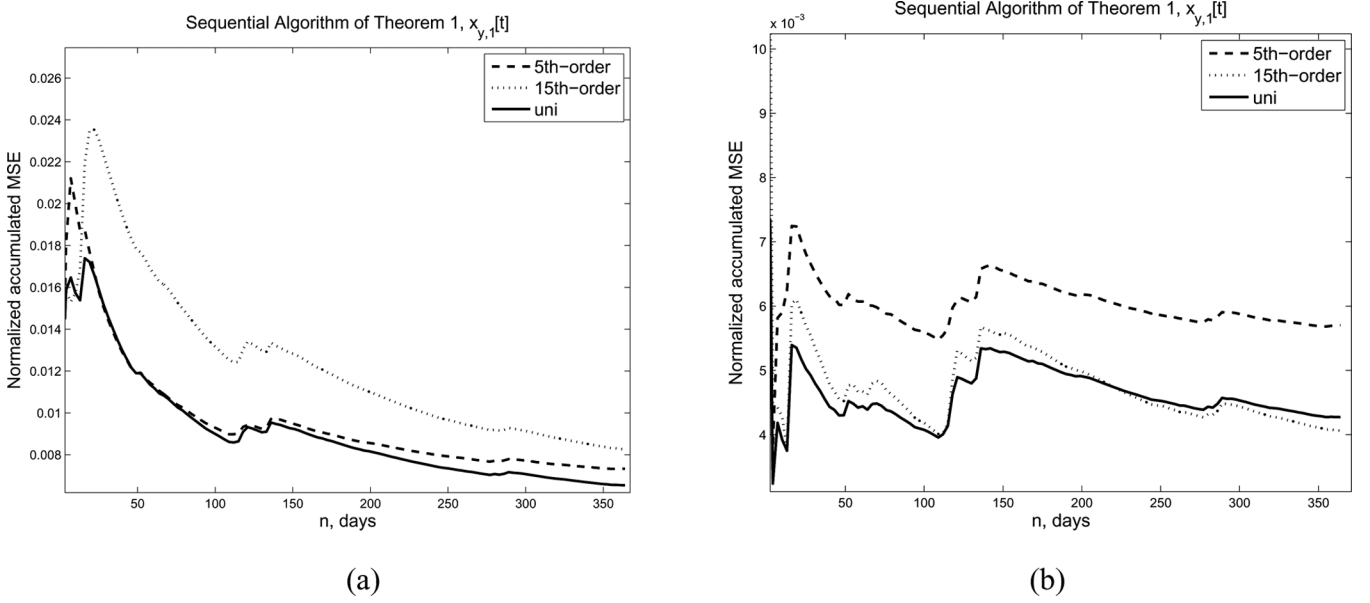 Sequential Algorithm of Theorem 1, x_{y,1}[t]
Normalized accumulated MSE
0.026
0.024
0.022
0.02
0.018
0.016
0.014
0.012
0.01
0.008
5th−order
15th−order
uni
50 100 150 200 250 300 350
n, days
(a)
Sequential Algorithm of Theorem 1, x_{y,1}[t]
x 10^{−3}
Normalized accumulated MSE
10
9
8
7
6
5
4
5th−order
15th−order
uni
50 100 150 200 250 300 350
n, days
(b)